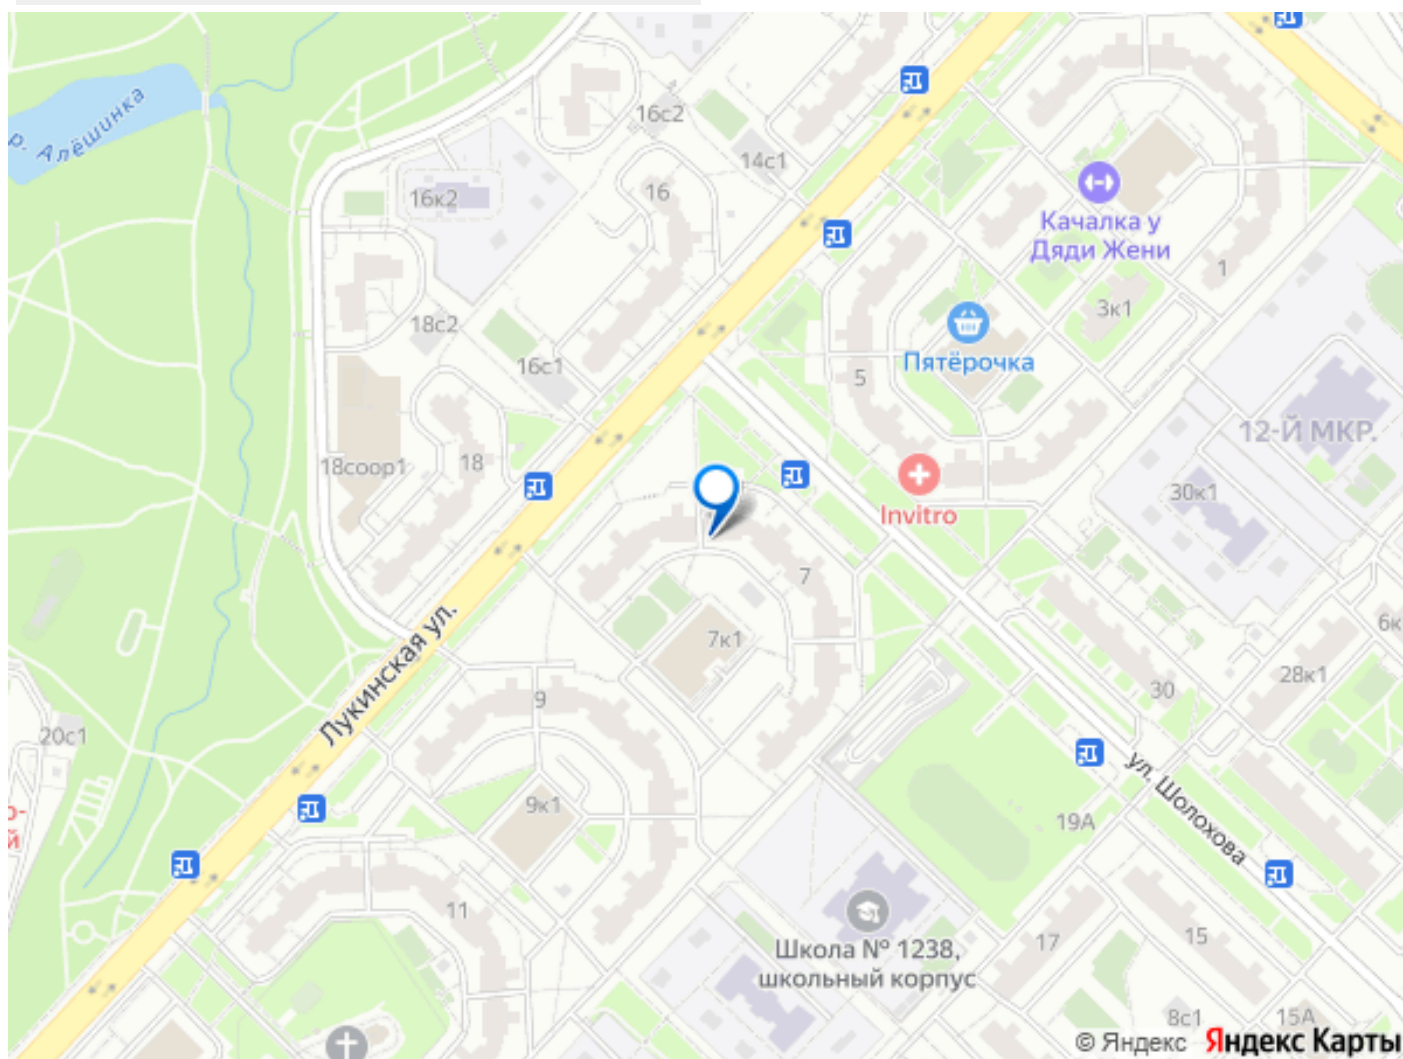 р. Алёшинка
16с2
14с1
16
16к2
Качалка у
Дяди Жени
1
18с2
3к1
Пятёрочка
16с1
5
12-Й МКР.
18соор1
18
30к1
Invitro
7
Лукинская ул.
7к1
6к
28к1
30
9
20с1
ул. Шолохова
9к1
19А
о-
й
11
Школа № 1238,
школьный корпус
17
15
8с1
15А
© Яндекс Яндекс Карты